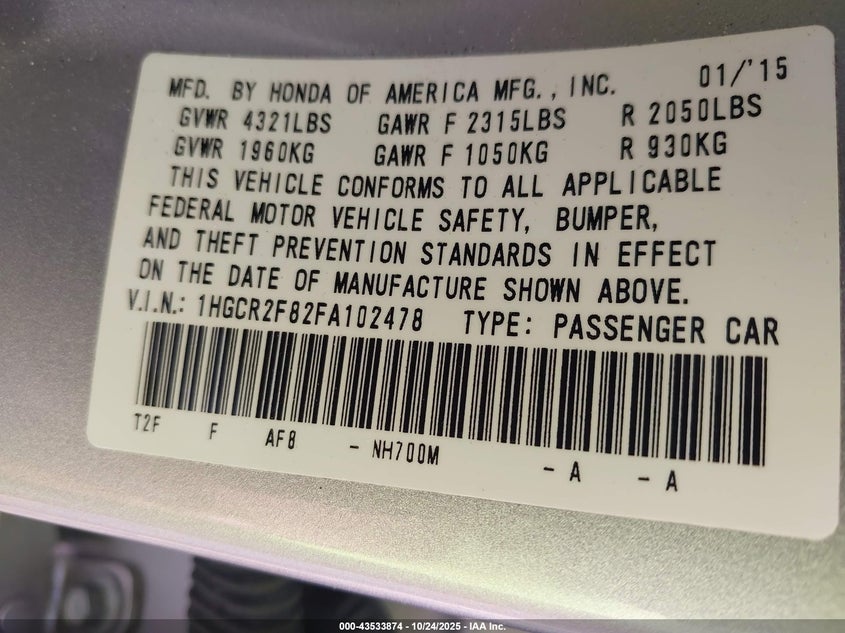 MFD. BY HONDA OF AMERICA MFG., INC. 01/'15
GVWR 4321LBS GAWR F 2315LBS R 2050LBS
GVWR 1960KG GAWR F 1050KG R 930KG
THIS VEHICLE CONFORMS TO ALL APPLICABLE
FEDERAL MOTOR VEHICLE SAFETY, BUMPER,
AND THEFT PREVENTION STANDARDS IN EFFECT
ON THE DATE OF MANUFACTURE SHOWN ABOVE.
V.I.N.: 1HGCR2F82FA102478 TYPE: PASSENGER CAR
T2F F AF8 - NH700M - A - A
000-43533874 - 10/24/2025 - IAA Inc.